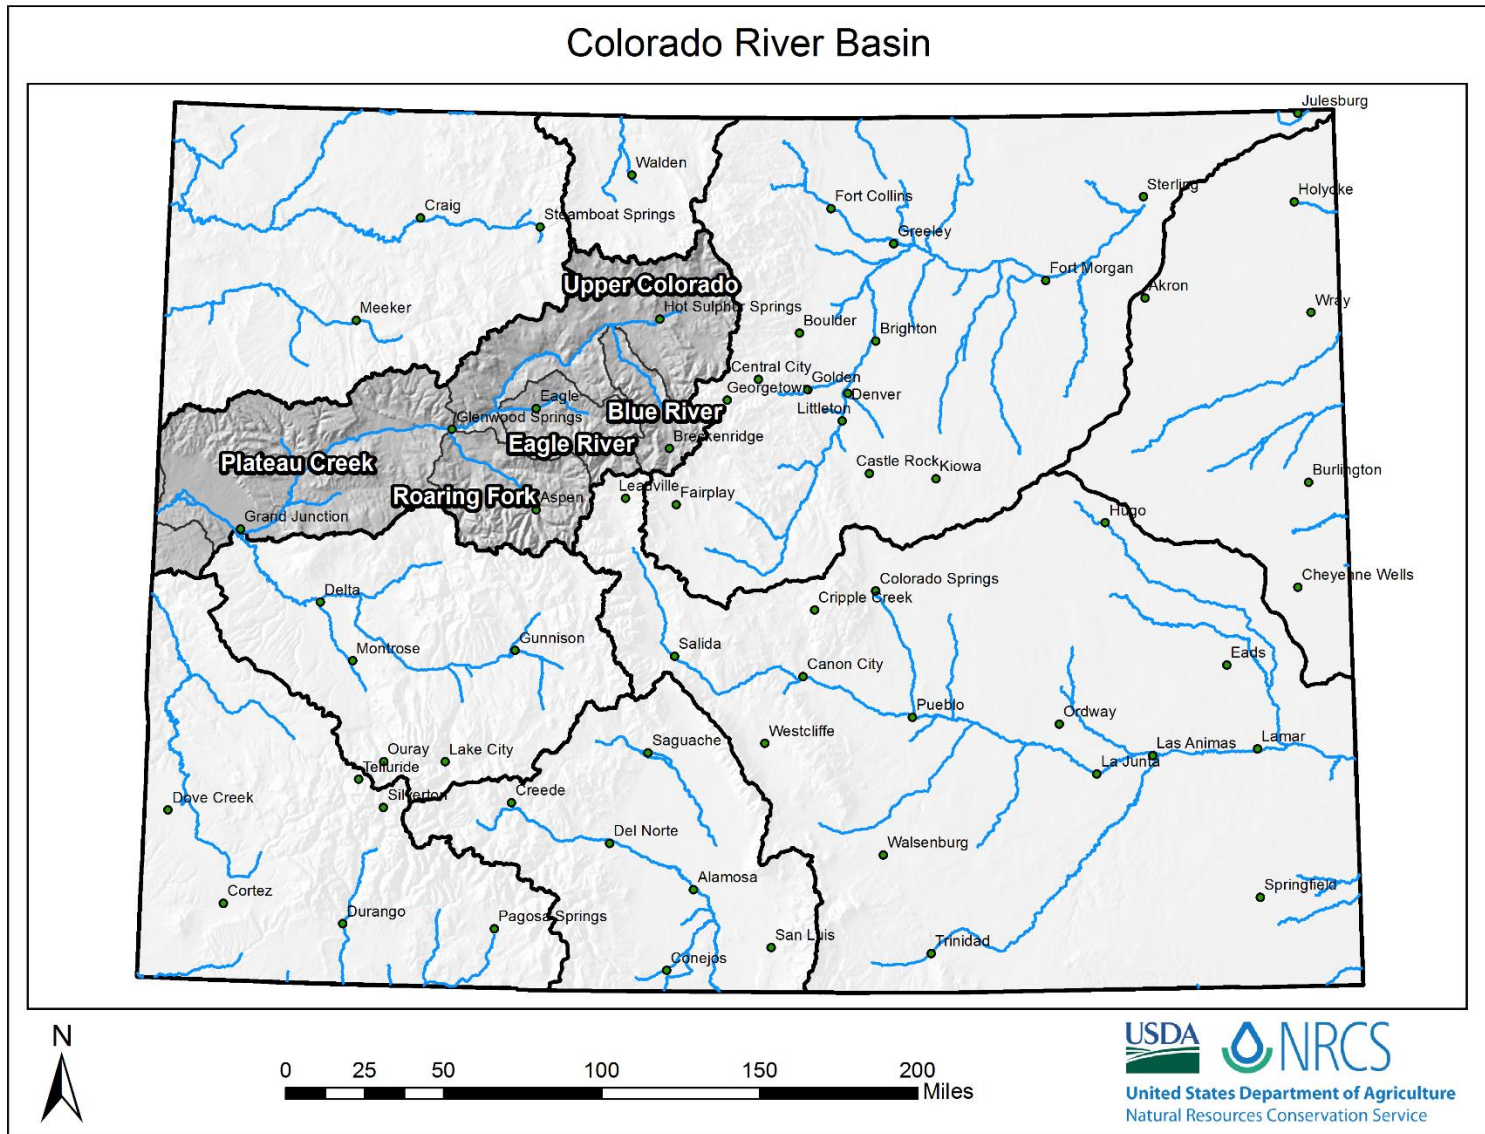 Colorado River Basin
Julesburg
Walden
Sterling
Holyoke
Fort Collins
Craig
Steamboat Springs
Greeley
Fort Morgan
Upper Colorado
Akron
Wray
Meeker
Hot Sulphur Springs
Boulder
Brighton
Central City
Golden
Georgetown
Denver
Eagle
Blue River
Littleton
Glenwood Springs
Eagle River
Breckenridge
Plateau Creek
Castle Rock
Kiowa
Burlington
Roaring Fork
Aspen
Leadville
Fairplay
Grand Junction
Hugo
Colorado Springs
Cheyenne Wells
Delta
Cripple Creek
Gunnison
Salida
Montrose
Canon City
Eads
Pueblo
Ordway
Westcliffe
Saguache
Ouray
Lake City
Las Animas
Lamar
Telluride
La Junta
Dove Creek
Silverton
Creede
Del Norte
Walsenburg
Alamosa
Springfield
Cortez
Durango
Pagosa Springs
San Luis
Trinidad
Conejos
N
0 25 50 100 150 200
Miles
USDA NRCS
United States Department of Agriculture
Natural Resources Conservation Service